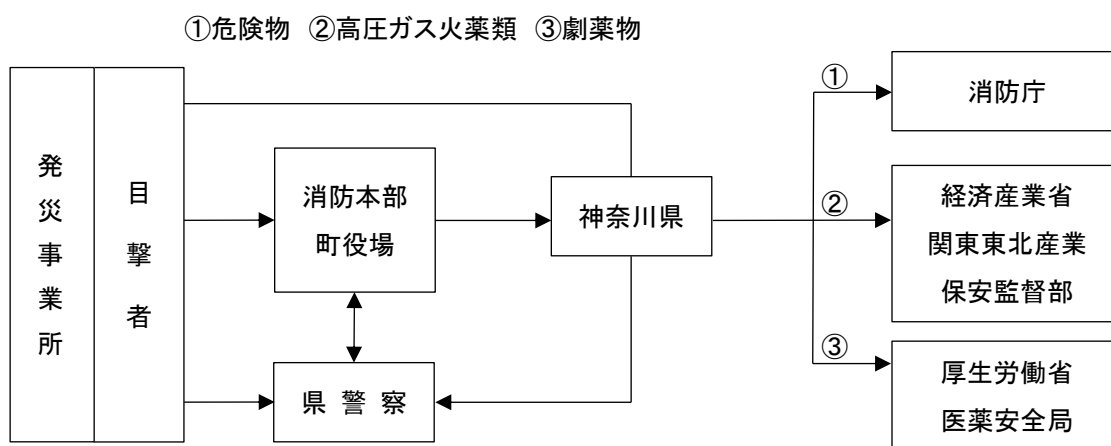 ①危険物 ②高圧ガス火薬類 ③劇薬物
発災事業所
目撃者
消防本部
町役場
県警察
神奈川県
①
消防庁
②
経済産業省
関東東北産業
保安監督部
③
厚生労働省
医薬安全局